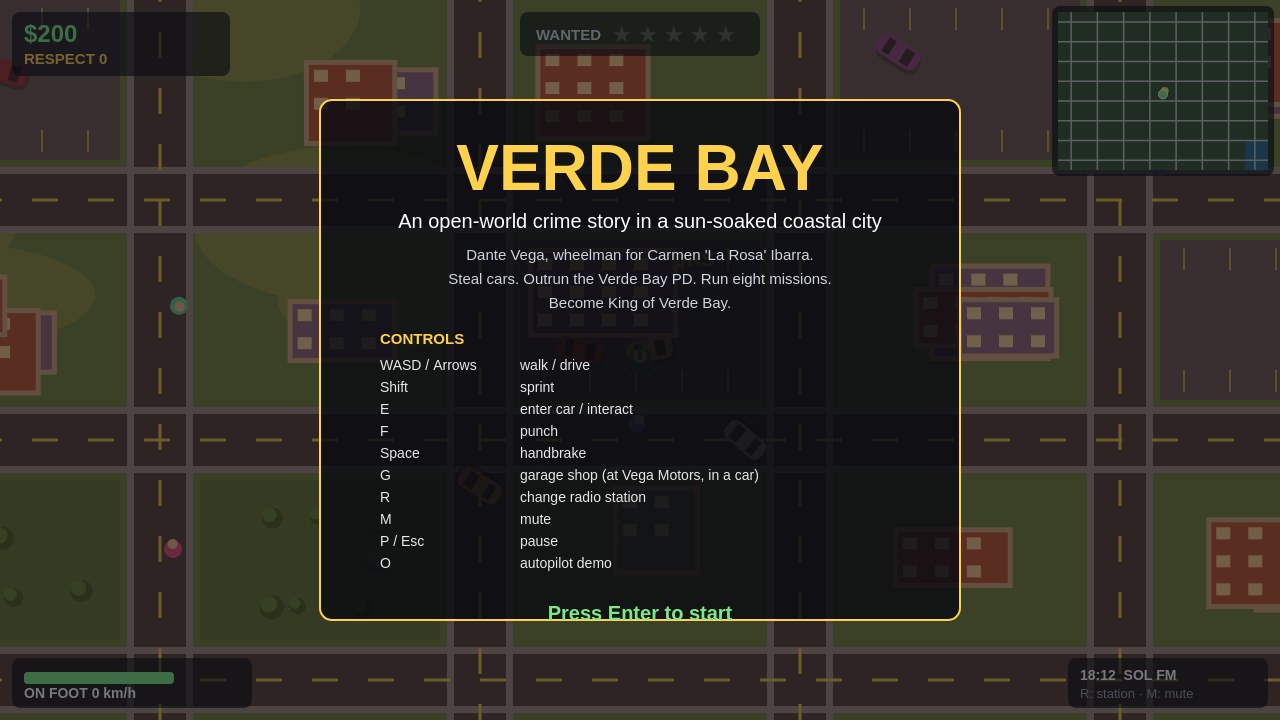 $200
RESPECT 0
WANTED ★ ★ ★ ★ ★
VERDE BAY
An open-world crime story in a sun-soaked coastal city
Dante Vega, wheelman for Carmen 'La Rosa' Ibarra.
Steal cars. Outrun the Verde Bay PD. Run eight missions.
Become King of Verde Bay.
CONTROLS
WASD / Arrows walk / drive
Shift sprint
E enter car / interact
F punch
Space handbrake
G garage shop (at Vega Motors, in a car)
R change radio station
M mute
P / Esc pause
O autopilot demo
Press Enter to start
ON FOOT 0 km/h
18:12 SOL FM
R: station · M: mute